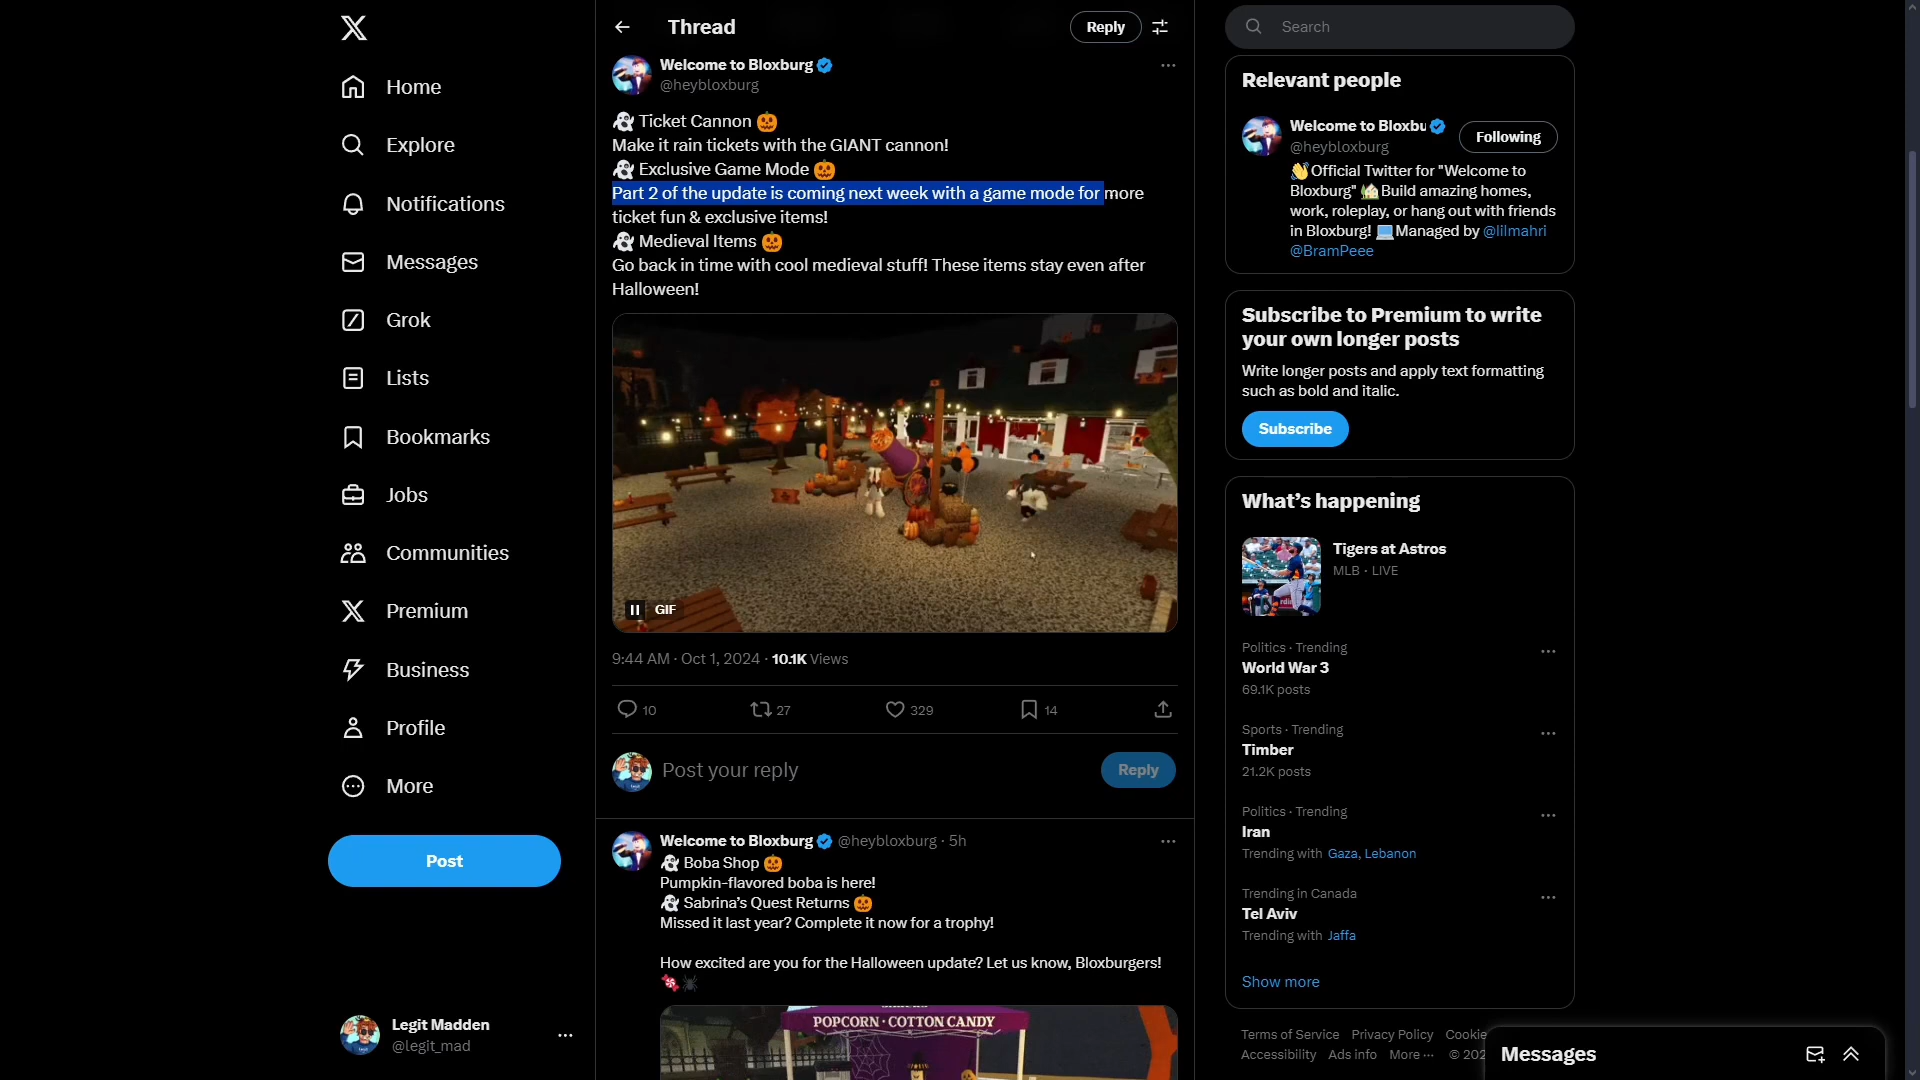 Home
Explore
Notifications
Messages
Grok
Lists
Bookmarks
Jobs
Communities
Premium
Business
Profile
More
Post
Legit Madden
@legit_mad
Thread
Reply
Welcome to Bloxburg
@heybloxburg
👻 Ticket Cannon 🎃
Make it rain tickets with the GIANT cannon!
👻 Exclusive Game Mode 🎃
Part 2 of the update is coming next week with a game mode for more
ticket fun & exclusive items!
👻 Medieval Items 🎃
Go back in time with cool medieval stuff! These items stay even after
Halloween!
GIF
9:44 AM · Oct 1, 2024 · 10.1K Views
10 27 329 14
Post your reply
Reply
Welcome to Bloxburg @heybloxburg · 5h
👻 Boba Shop 🎃
Pumpkin-flavored boba is here!
👻 Sabrina's Quest Returns 🎃
Missed it last year? Complete it now for a trophy!
How excited are you for the Halloween update? Let us know, Bloxburgers!
🍬🕷️
POPCORN · COTTON CANDY
Search
Relevant people
Welcome to Bloxbu
@heybloxburg
Following
👋Official Twitter for "Welcome to
Bloxburg" 🏡Build amazing homes,
work, roleplay, or hang out with friends
in Bloxburg! 💻Managed by @lilmahri
@BramPeee
Subscribe to Premium to write
your own longer posts
Write longer posts and apply text formatting
such as bold and italic.
Subscribe
What's happening
Tigers at Astros
MLB · LIVE
Politics · Trending
World War 3
69.1K posts
Sports · Trending
Timber
21.2K posts
Politics · Trending
Iran
Trending with Gaza, Lebanon
Trending in Canada
Tel Aviv
Trending with Jaffa
Show more
Terms of Service Privacy Policy Cookie
Accessibility Ads info More ··· © 202
Messages